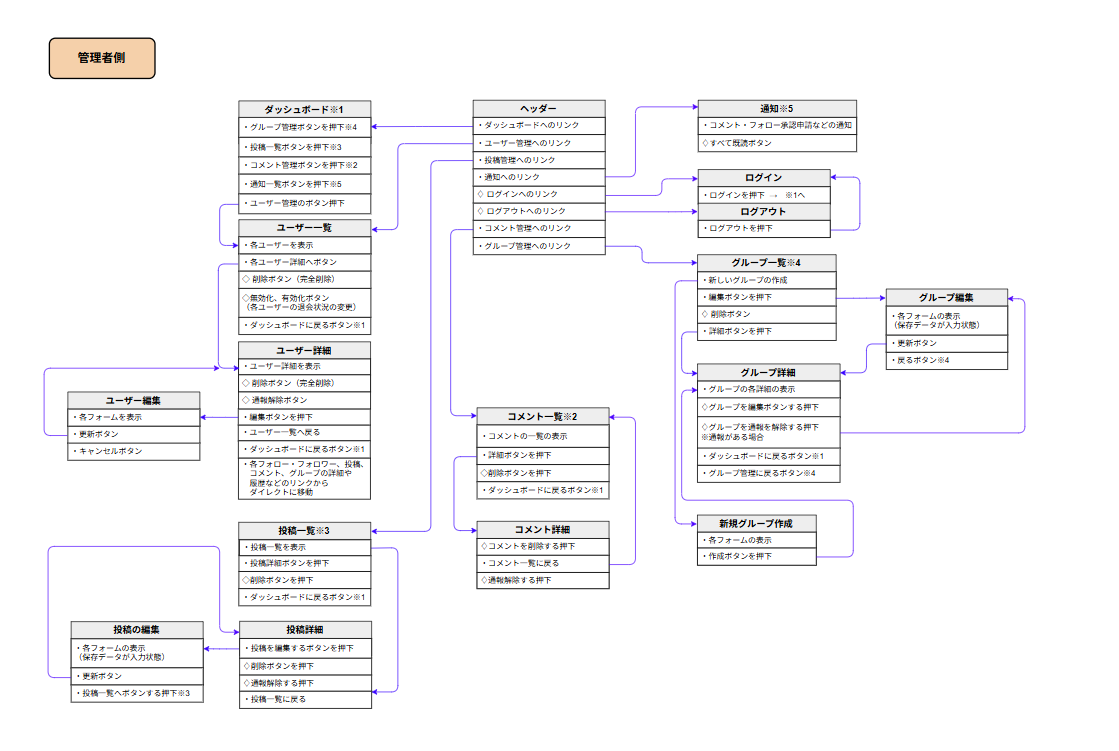 管理者側
ダッシュボード※1
・グループ管理ボタンを押下※4
・投稿一覧ボタンを押下※3
・コメント管理ボタンを押下※2
・通知一覧ボタンを押下※5
・ユーザー管理のボタン押下
ユーザー一覧
・各ユーザーを表示
・各ユーザー詳細へボタン
◇ 削除ボタン（完全削除）
◇無効化、有効化ボタン
（各ユーザーの退会状況の変更）
・ダッシュボードに戻るボタン※1
ユーザー詳細
・ユーザー詳細を表示
◇ 削除ボタン（完全削除）
◇ 通報解除ボタン
・編集ボタンを押下
・ユーザー一覧へ戻る
・ダッシュボードに戻るボタン※1
・各フォロー・フォロワー、投稿、
コメント、グループの詳細や
履歴などのリンクから
ダイレクトに移動
ユーザー編集
・各フォームを表示
・更新ボタン
・キャンセルボタン
投稿一覧※3
・投稿一覧を表示
・投稿詳細ボタンを押下
◇削除ボタンを押下
・ダッシュボードに戻るボタン※1
投稿詳細
・投稿を編集するボタンを押下
◇削除ボタンを押下
◇通報解除する押下
・投稿一覧に戻る
投稿の編集
・各フォームの表示
（保存データが入力状態）
・更新ボタン
・投稿一覧へボタンする押下※3
ヘッダー
・ダッシュボードへのリンク
・ユーザー管理へのリンク
・投稿管理へのリンク
・通知へのリンク
◇ ログインへのリンク
◇ ログアウトへのリンク
・コメント管理へのリンク
・グループ管理へのリンク
コメント一覧※2
・コメントの一覧の表示
・詳細ボタンを押下
◇削除ボタンを押下
・ダッシュボードに戻るボタン※1
コメント詳細
◇コメントを削除する押下
・コメント一覧に戻る
◇通報解除する押下
通知※5
・コメント・フォロー承認申請などの通知
◇すべて既読ボタン
ログイン
・ログインを押下 → ※1へ
ログアウト
・ログアウトを押下
グループ一覧※4
・新しいグループの作成
・編集ボタンを押下
◇ 削除ボタン
・詳細ボタンを押下
グループ編集
・各フォームの表示
（保存データが入力状態）
・更新ボタン
・戻るボタン※4
グループ詳細
・グループの各詳細の表示
◇グループを編集ボタンする押下
◇グループを通報を解除する押下
※通報がある場合
・ダッシュボードに戻るボタン※1
・グループ管理に戻るボタン※4
新規グループ作成
・各フォームの表示
・作成ボタンを押下